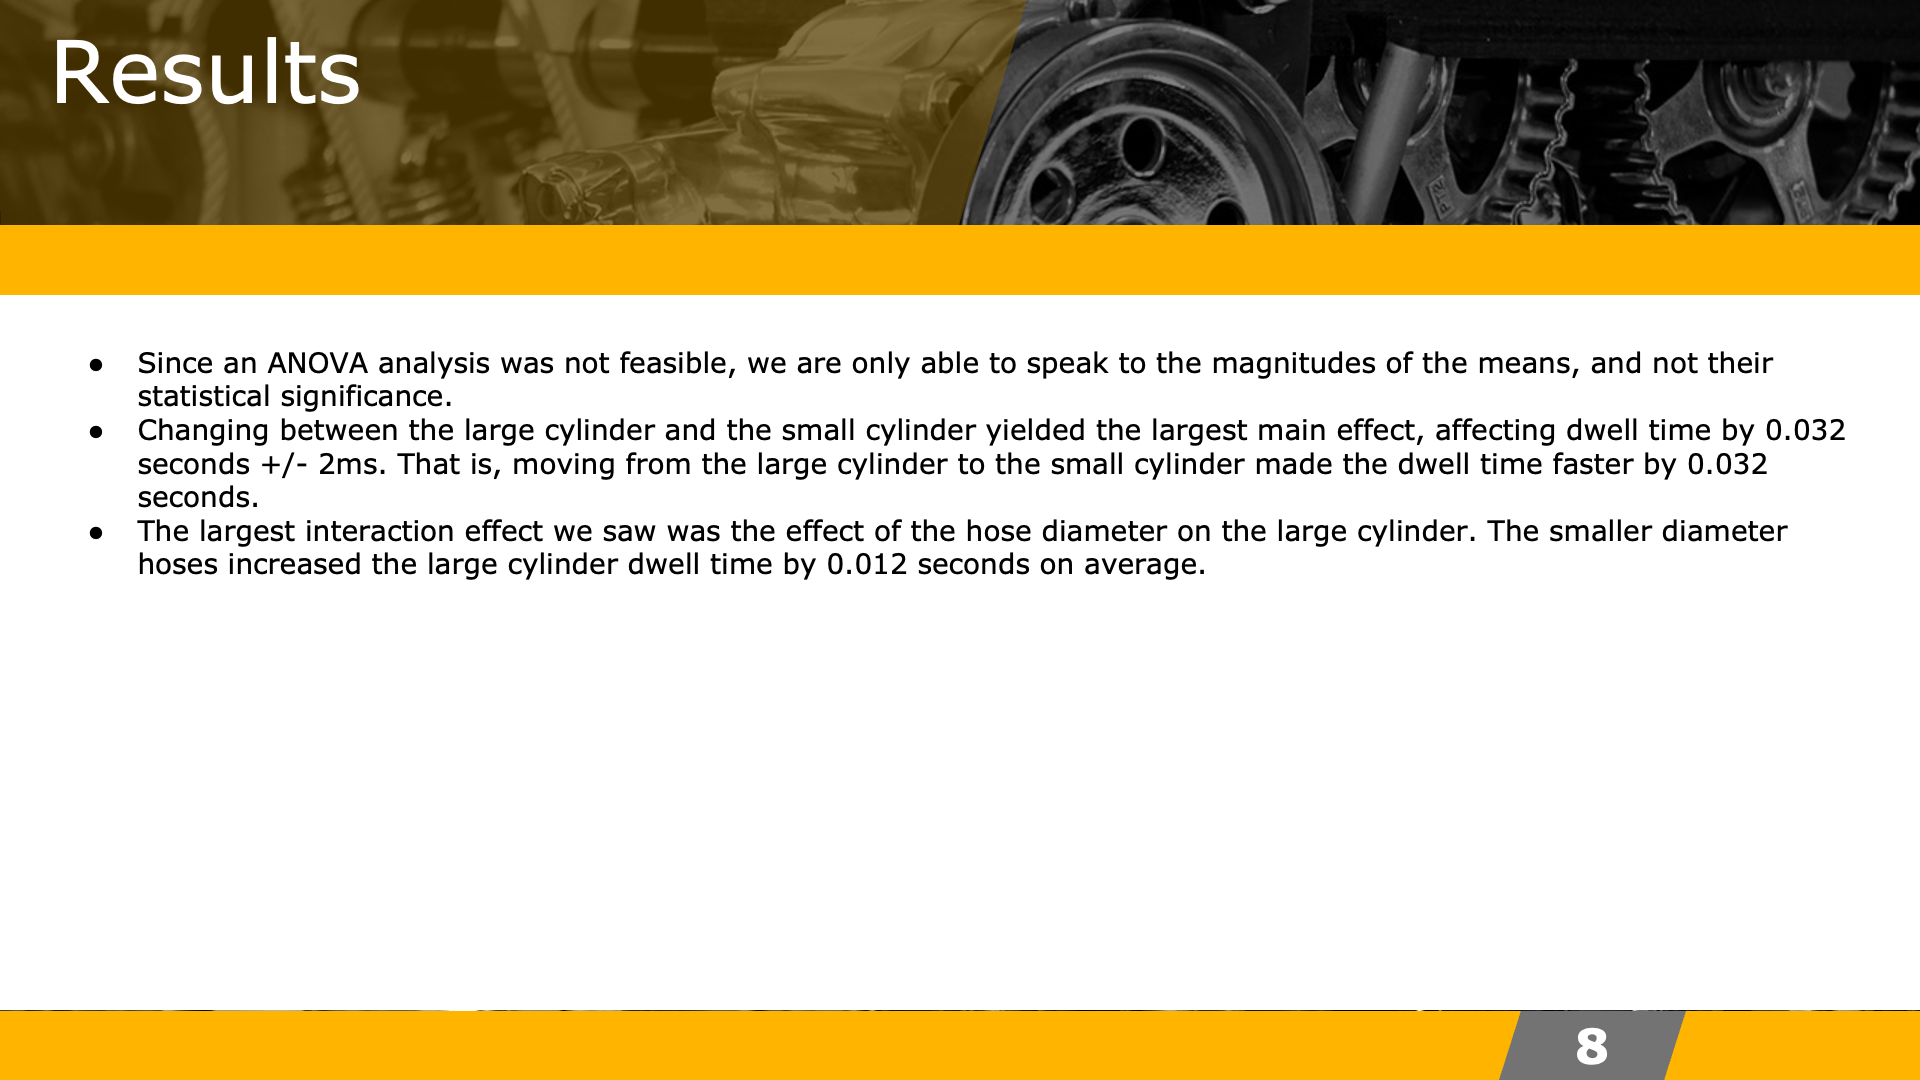 Results
● Since an ANOVA analysis was not feasible, we are only able to speak to the magnitudes of the means, and not their
statistical significance.
● Changing between the large cylinder and the small cylinder yielded the largest main effect, affecting dwell time by 0.032
seconds +/- 2ms. That is, moving from the large cylinder to the small cylinder made the dwell time faster by 0.032
seconds.
● The largest interaction effect we saw was the effect of the hose diameter on the large cylinder. The smaller diameter
hoses increased the large cylinder dwell time by 0.012 seconds on average.
8